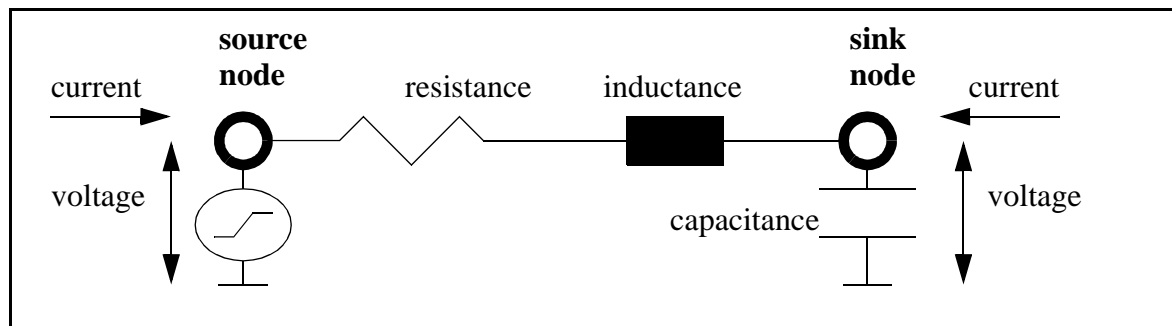 source
node
sink
node
current
resistance
inductance
current
voltage
capacitance
voltage